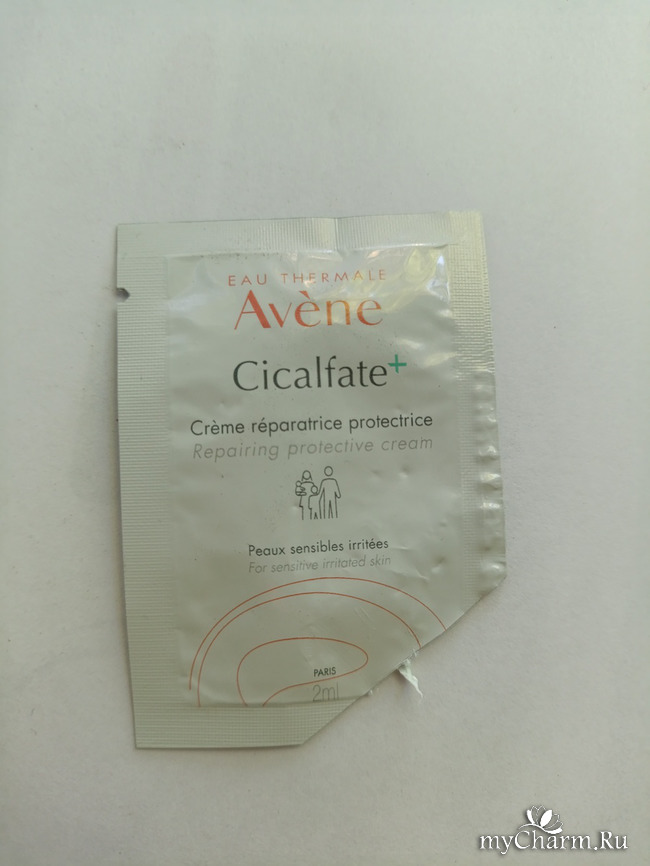 EAU THERMALE
Avène
Cicalfate+
Crème réparatrice protectrice
Repairing protective cream
Peaux sensibles irritées
For sensitive irritated skin
PARIS
2ml
myCharm.Ru